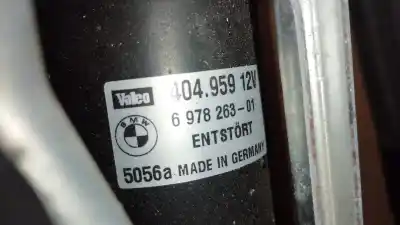 Valeo 404.959 12V
BMW 6 978 263-01
ENTSTÖRT
5056a MADE IN GERMANY